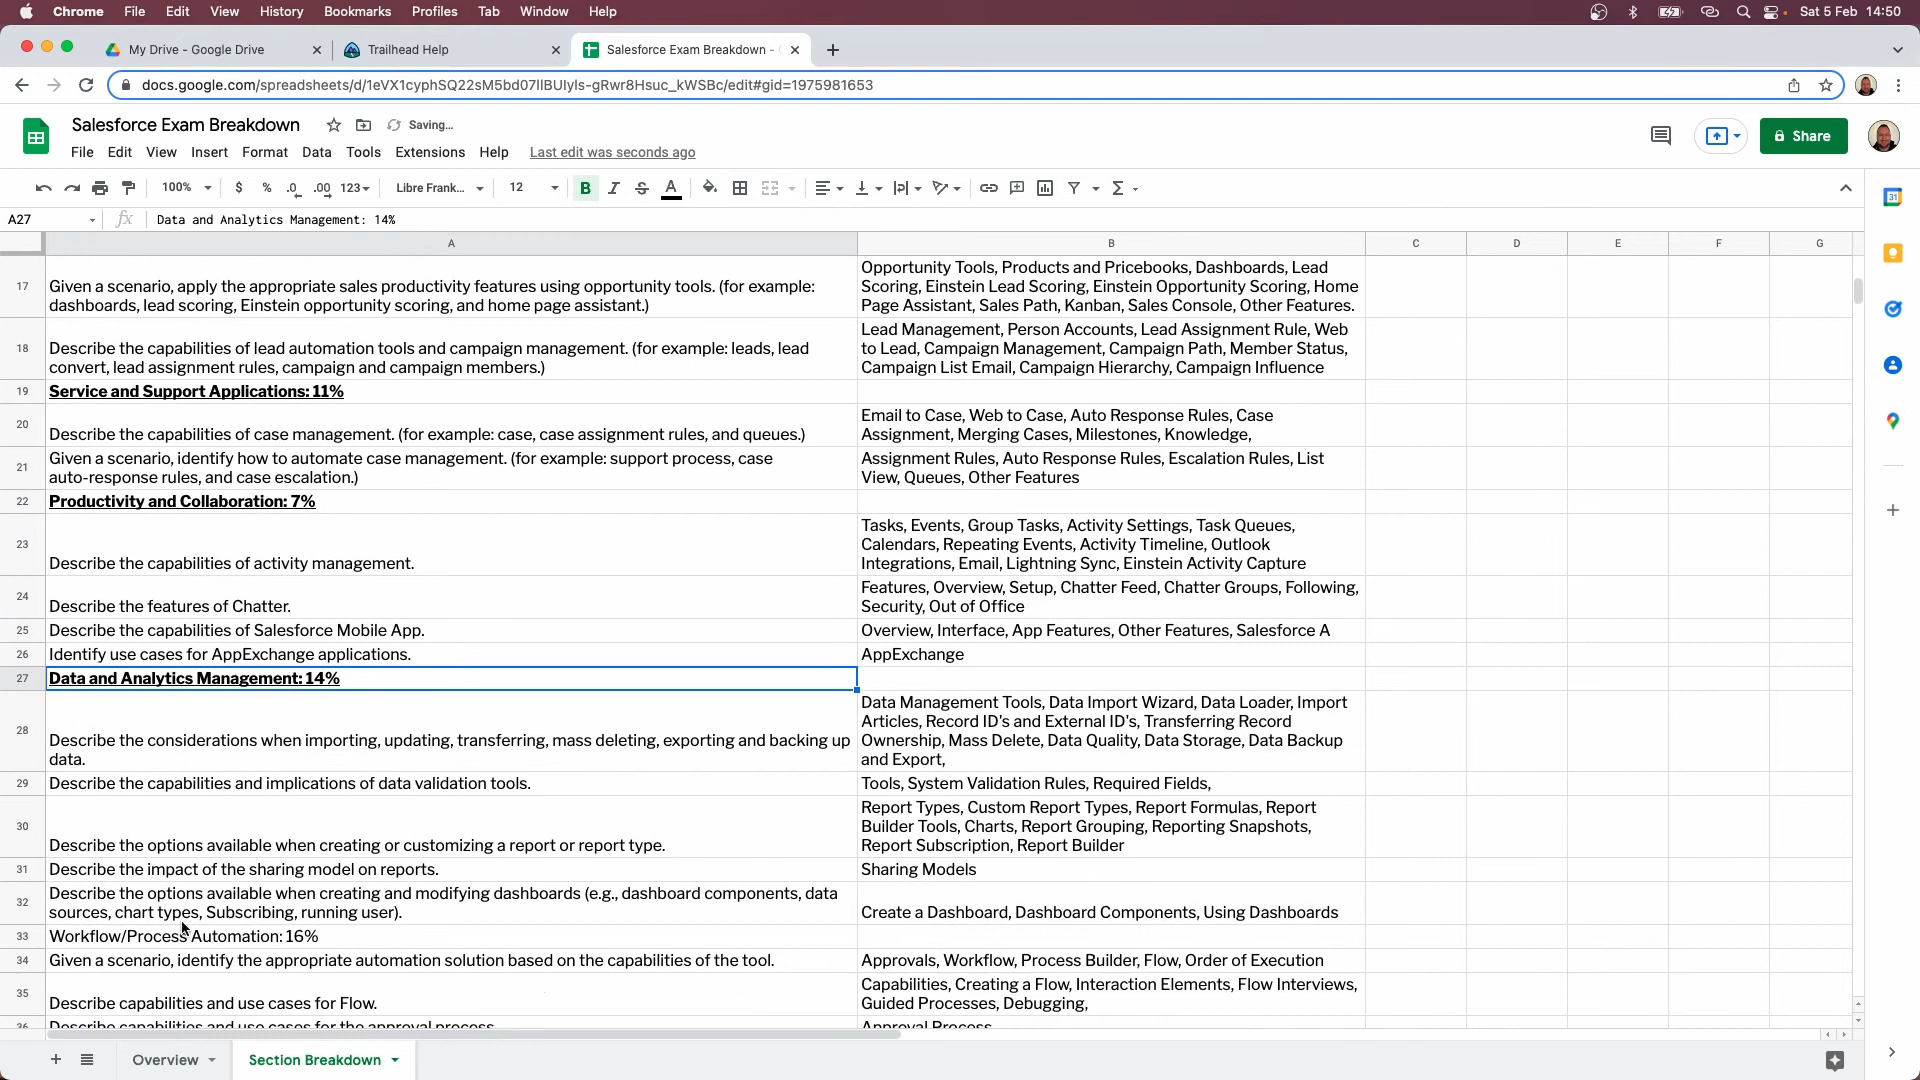 Chrome File Edit View History Bookmarks Profiles Tab Window Help Sat 5 Feb 14:50
My Drive - Google Drive Trailhead Help Salesforce Exam Breakdown -
docs.google.com/spreadsheets/d/1eVX1cyphSQ22sM5bd07IlBUIyls-gRwr8Hsuc_kWSBc/edit#gid=1975981653
Salesforce Exam Breakdown Saving...
File Edit View Insert Format Data Tools Extensions Help Last edit was seconds ago
Share
100% $ % .0 .00 123 Libre Frank... 12 B I S A
A27 fx Data and Analytics Management: 14%
A B C D E F G
17 Given a scenario, apply the appropriate sales productivity features using opportunity tools. (for example:
dashboards, lead scoring, Einstein opportunity scoring, and home page assistant.)
Opportunity Tools, Products and Pricebooks, Dashboards, Lead
Scoring, Einstein Lead Scoring, Einstein Opportunity Scoring, Home
Page Assistant, Sales Path, Kanban, Sales Console, Other Features.
18 Describe the capabilities of lead automation tools and campaign management. (for example: leads, lead
convert, lead assignment rules, campaign and campaign members.)
Lead Management, Person Accounts, Lead Assignment Rule, Web
to Lead, Campaign Management, Campaign Path, Member Status,
Campaign List Email, Campaign Hierarchy, Campaign Influence
19 Service and Support Applications: 11%
20 Describe the capabilities of case management. (for example: case, case assignment rules, and queues.)
Email to Case, Web to Case, Auto Response Rules, Case
Assignment, Merging Cases, Milestones, Knowledge,
21 Given a scenario, identify how to automate case management. (for example: support process, case
auto-response rules, and case escalation.)
Assignment Rules, Auto Response Rules, Escalation Rules, List
View, Queues, Other Features
22 Productivity and Collaboration: 7%
23 Describe the capabilities of activity management.
Tasks, Events, Group Tasks, Activity Settings, Task Queues,
Calendars, Repeating Events, Activity Timeline, Outlook
Integrations, Email, Lightning Sync, Einstein Activity Capture
24 Describe the features of Chatter.
Features, Overview, Setup, Chatter Feed, Chatter Groups, Following,
Security, Out of Office
25 Describe the capabilities of Salesforce Mobile App. Overview, Interface, App Features, Other Features, Salesforce A
26 Identify use cases for AppExchange applications. AppExchange
27 Data and Analytics Management: 14%
28 Describe the considerations when importing, updating, transferring, mass deleting, exporting and backing up
data.
Data Management Tools, Data Import Wizard, Data Loader, Import
Articles, Record ID's and External ID's, Transferring Record
Ownership, Mass Delete, Data Quality, Data Storage, Data Backup
and Export,
29 Describe the capabilities and implications of data validation tools. Tools, System Validation Rules, Required Fields,
30 Describe the options available when creating or customizing a report or report type.
Report Types, Custom Report Types, Report Formulas, Report
Builder Tools, Charts, Report Grouping, Reporting Snapshots,
Report Subscription, Report Builder
31 Describe the impact of the sharing model on reports. Sharing Models
32 Describe the options available when creating and modifying dashboards (e.g., dashboard components, data
sources, chart types, Subscribing, running user). Create a Dashboard, Dashboard Components, Using Dashboards
33 Workflow/Process Automation: 16%
34 Given a scenario, identify the appropriate automation solution based on the capabilities of the tool. Approvals, Workflow, Process Builder, Flow, Order of Execution
35 Describe capabilities and use cases for Flow.
Capabilities, Creating a Flow, Interaction Elements, Flow Interviews,
Guided Processes, Debugging,
36 Describe capabilities and use cases for the approval process. Approval Process
Overview Section Breakdown